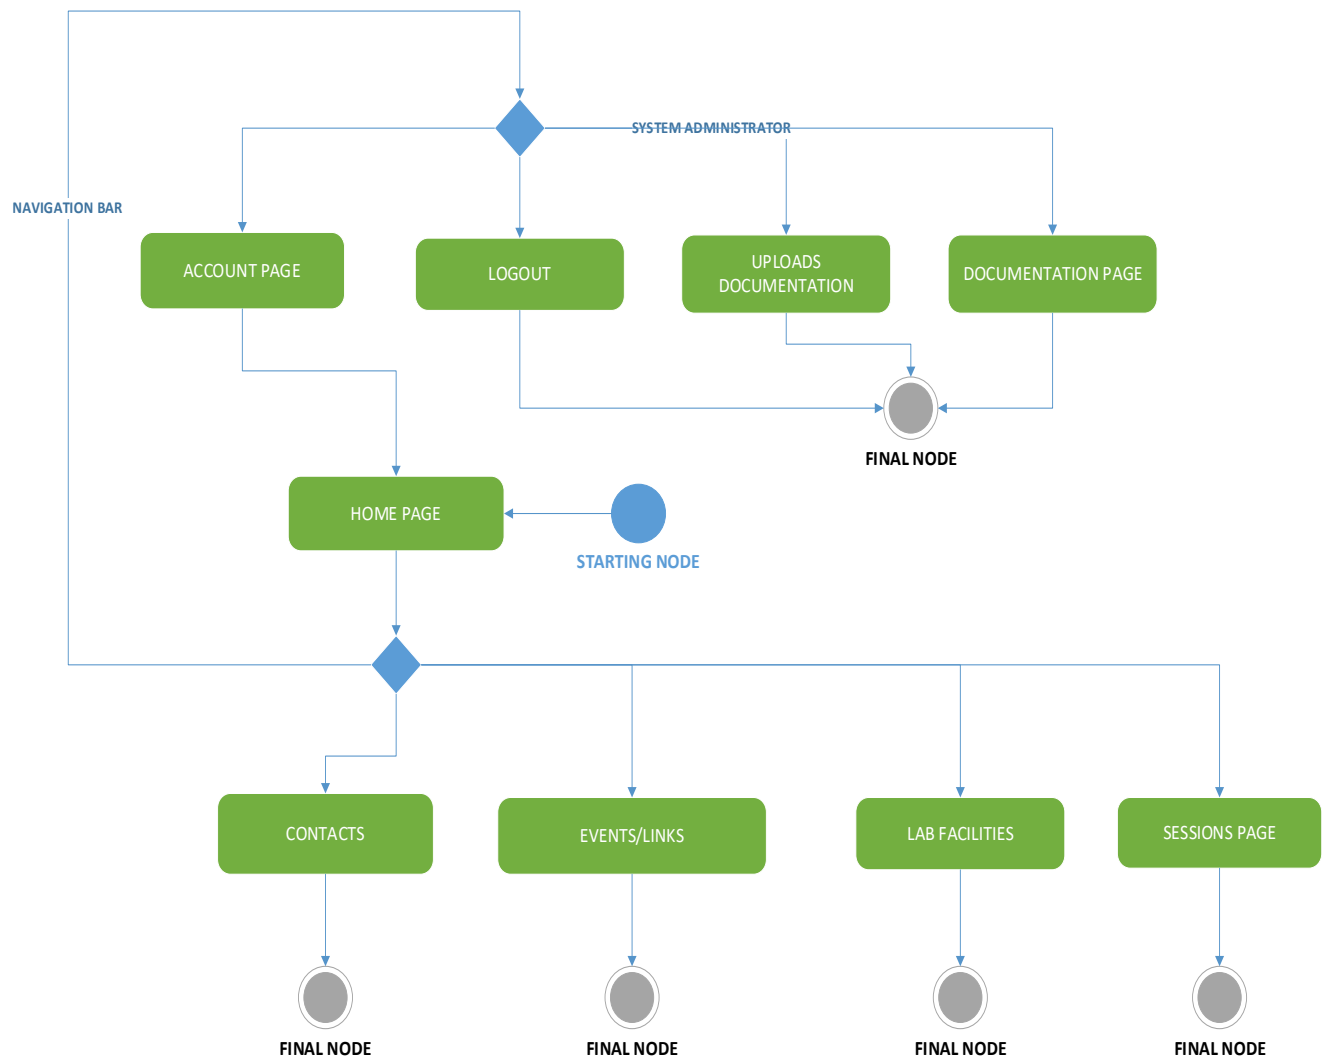 SYSTEM ADMINISTRATOR
NAVIGATION BAR
ACCOUNT PAGE
LOGOUT
UPLOADS
DOCUMENTATION
DOCUMENTATION PAGE
FINAL NODE
HOME PAGE
STARTING NODE
CONTACTS
EVENTS/LINKS
LAB FACILITIES
SESSIONS PAGE
FINAL NODE
FINAL NODE
FINAL NODE
FINAL NODE